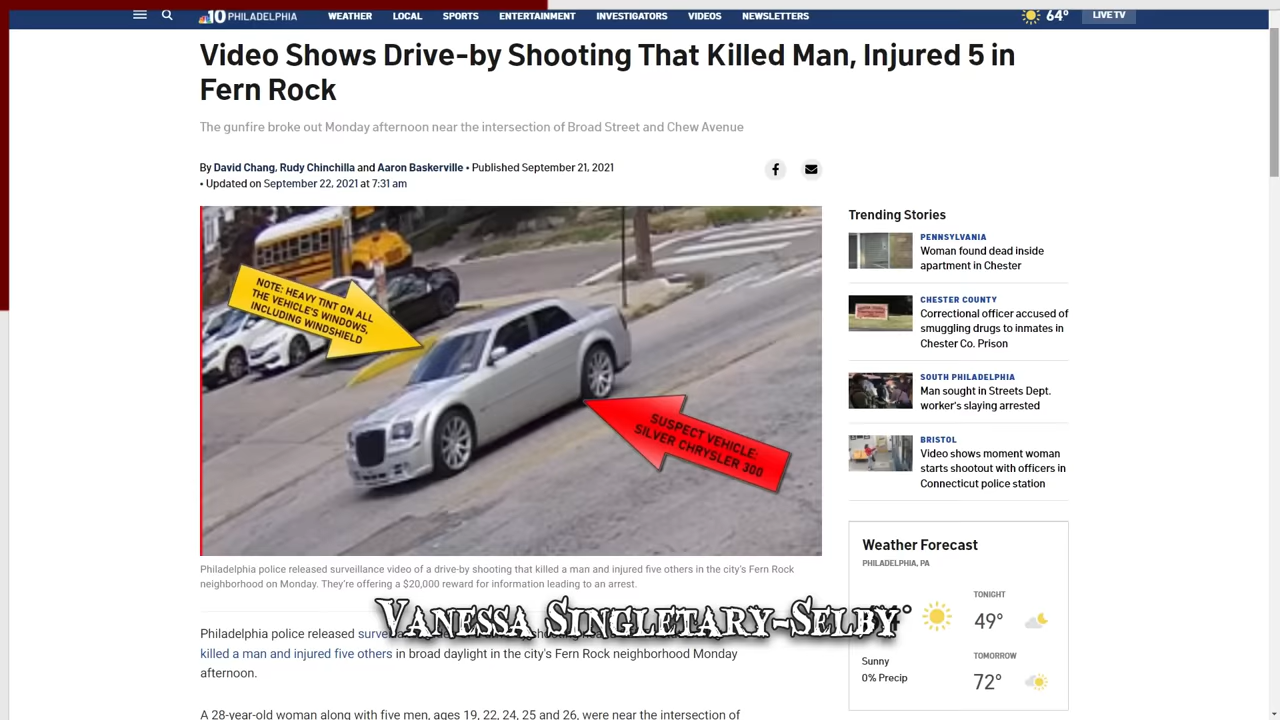 10 PHILADELPHIA WEATHER LOCAL SPORTS ENTERTAINMENT INVESTIGATORS VIDEOS NEWSLETTERS 64° LIVE TV
Video Shows Drive-by Shooting That Killed Man, Injured 5 in
Fern Rock
The gunfire broke out Monday afternoon near the intersection of Broad Street and Chew Avenue
By David Chang, Rudy Chinchilla and Aaron Baskerville • Published September 21, 2021
• Updated on September 22, 2021 at 7:31 am
NOTE: HEAVY TINT ON ALL
THE VEHICLE'S WINDOWS,
INCLUDING WINDSHIELD
SUSPECT VEHICLE:
SILVER CHRYSLER 300
Philadelphia police released surveillance video of a drive-by shooting that killed a man and injured five others in the city's Fern Rock
neighborhood on Monday. They're offering a $20,000 reward for information leading to an arrest.
Vanessa Singletary-Selby
Philadelphia police released
killed a man and injured five others in broad daylight in the city's Fern Rock neighborhood Monday
afternoon.
A 28-year-old woman along with five men, ages 19, 22, 24, 25 and 26, were near the intersection of
Trending Stories
PENNSYLVANIA
Woman found dead inside
apartment in Chester
CHESTER COUNTY
Correctional officer accused of
smuggling drugs to inmates in
Chester Co. Prison
SOUTH PHILADELPHIA
Man sought in Streets Dept.
worker's slaying arrested
BRISTOL
Video shows moment woman
starts shootout with officers in
Connecticut police station
Weather Forecast
PHILADELPHIA, PA
Sunny
0% Precip
TONIGHT
49°
TOMORROW
72°